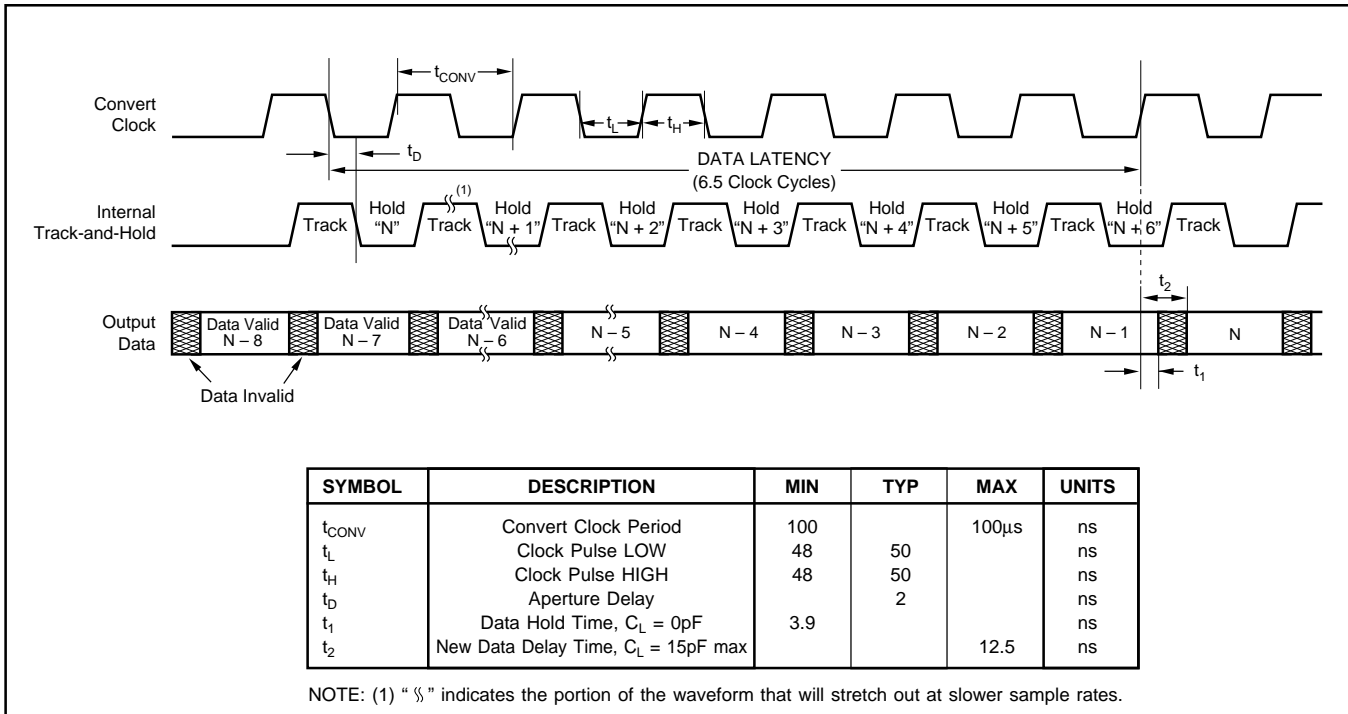 t_CONV
Convert
Clock
t_L
t_H
t_D
DATA LATENCY
(6.5 Clock Cycles)
(1)
Internal
Track-and-Hold
Track
Hold
"N"
Track
Hold
"N + 1"
Track
Hold
"N + 2"
Track
Hold
"N + 3"
Track
Hold
"N + 4"
Track
Hold
"N + 5"
Track
Hold
"N + 6"
Track
t_2
Output
Data
Data Valid
N – 8
Data Valid
N – 7
Data Valid
N – 6
N – 5
N – 4
N – 3
N – 2
N – 1
N
t_1
Data Invalid
SYMBOL DESCRIPTION MIN TYP MAX UNITS
t_CONV Convert Clock Period 100 100μs ns
t_L Clock Pulse LOW 48 50 ns
t_H Clock Pulse HIGH 48 50 ns
t_D Aperture Delay 2 ns
t_1 Data Hold Time, C_L = 0pF 3.9 ns
t_2 New Data Delay Time, C_L = 15pF max 12.5 ns
NOTE: (1) " ⸾ " indicates the portion of the waveform that will stretch out at slower sample rates.